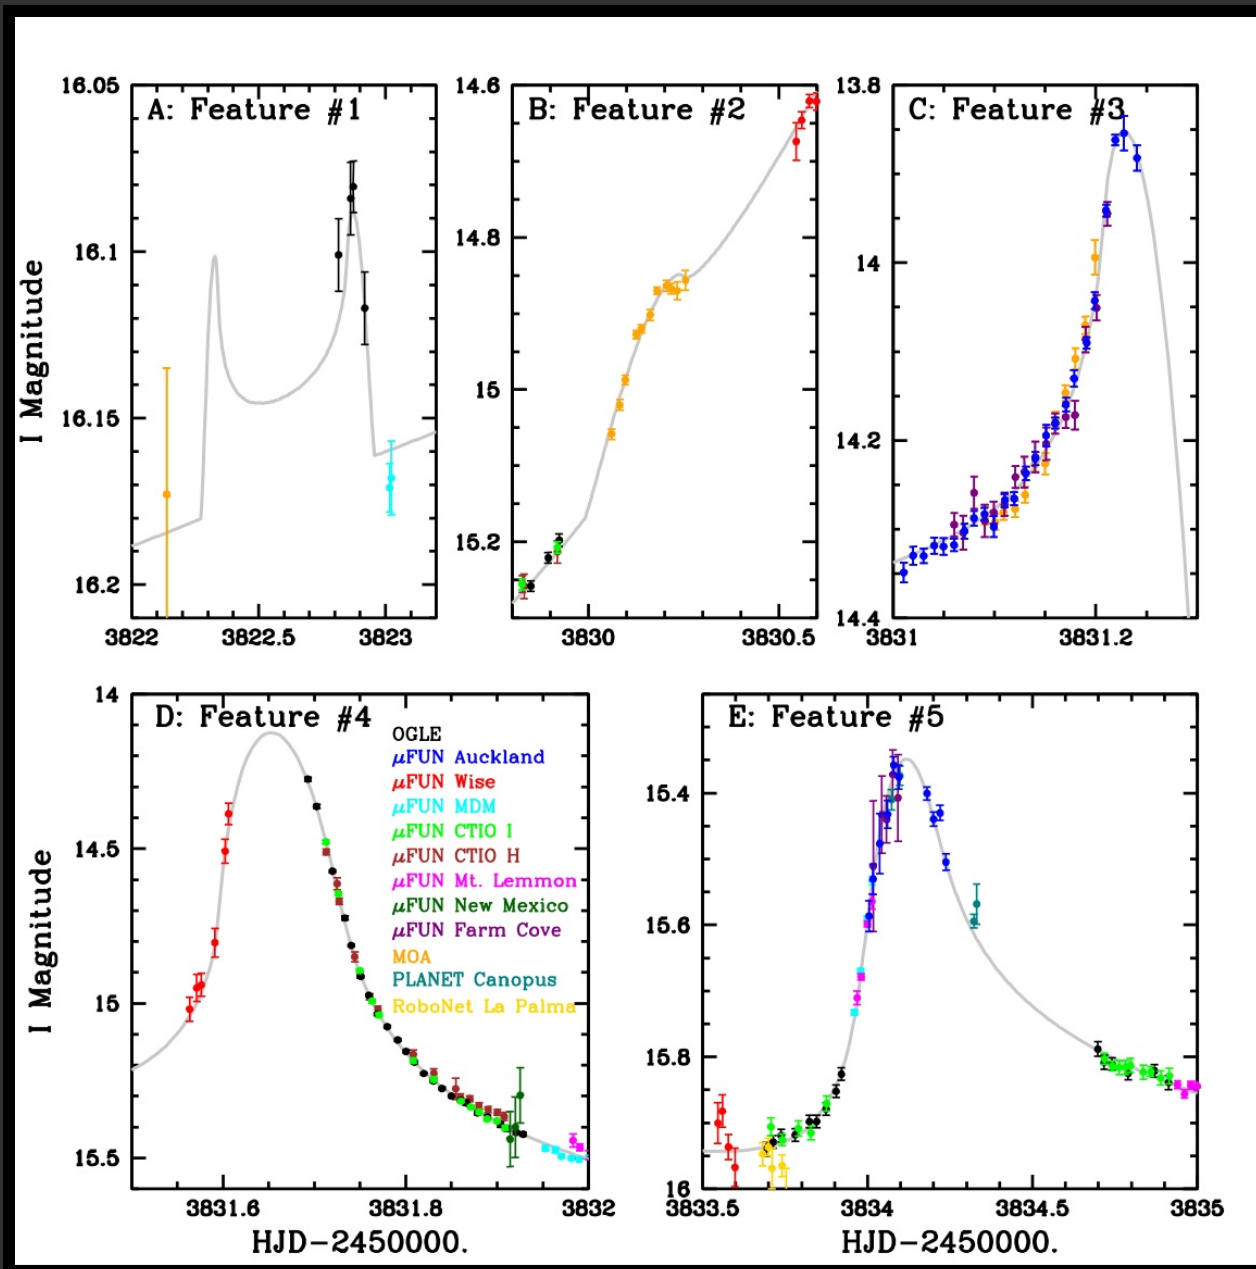 16.05
16.1
16.15
16.2
A: Feature #1
3822
3822.5
3823
14.6
14.8
15
15.2
B: Feature #2
3830
3830.5
13.8
14
14.2
14.4
C: Feature #3
3831
3831.2
I Magnitude
14
14.5
15
15.5
D: Feature #4
OGLE
μFUN Auckland
μFUN Wise
μFUN MDM
μFUN CTIO I
μFUN CTIO H
μFUN Mt. Lemmon
μFUN New Mexico
μFUN Farm Cove
MOA
PLANET Canopus
RoboNet La Palma
3831.6
3831.8
3832
HJD-2450000.
I Magnitude
15.4
15.6
15.8
16
E: Feature #5
3833.5
3834
3834.5
3835
HJD-2450000.